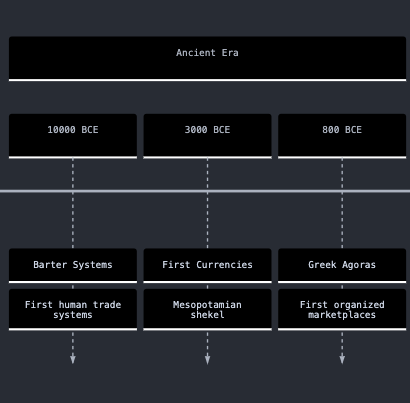 Ancient Era
10000 BCE
3000 BCE
800 BCE
Barter Systems
First Currencies
Greek Agoras
First human trade
systems
Mesopotamian
shekel
First organized
marketplaces